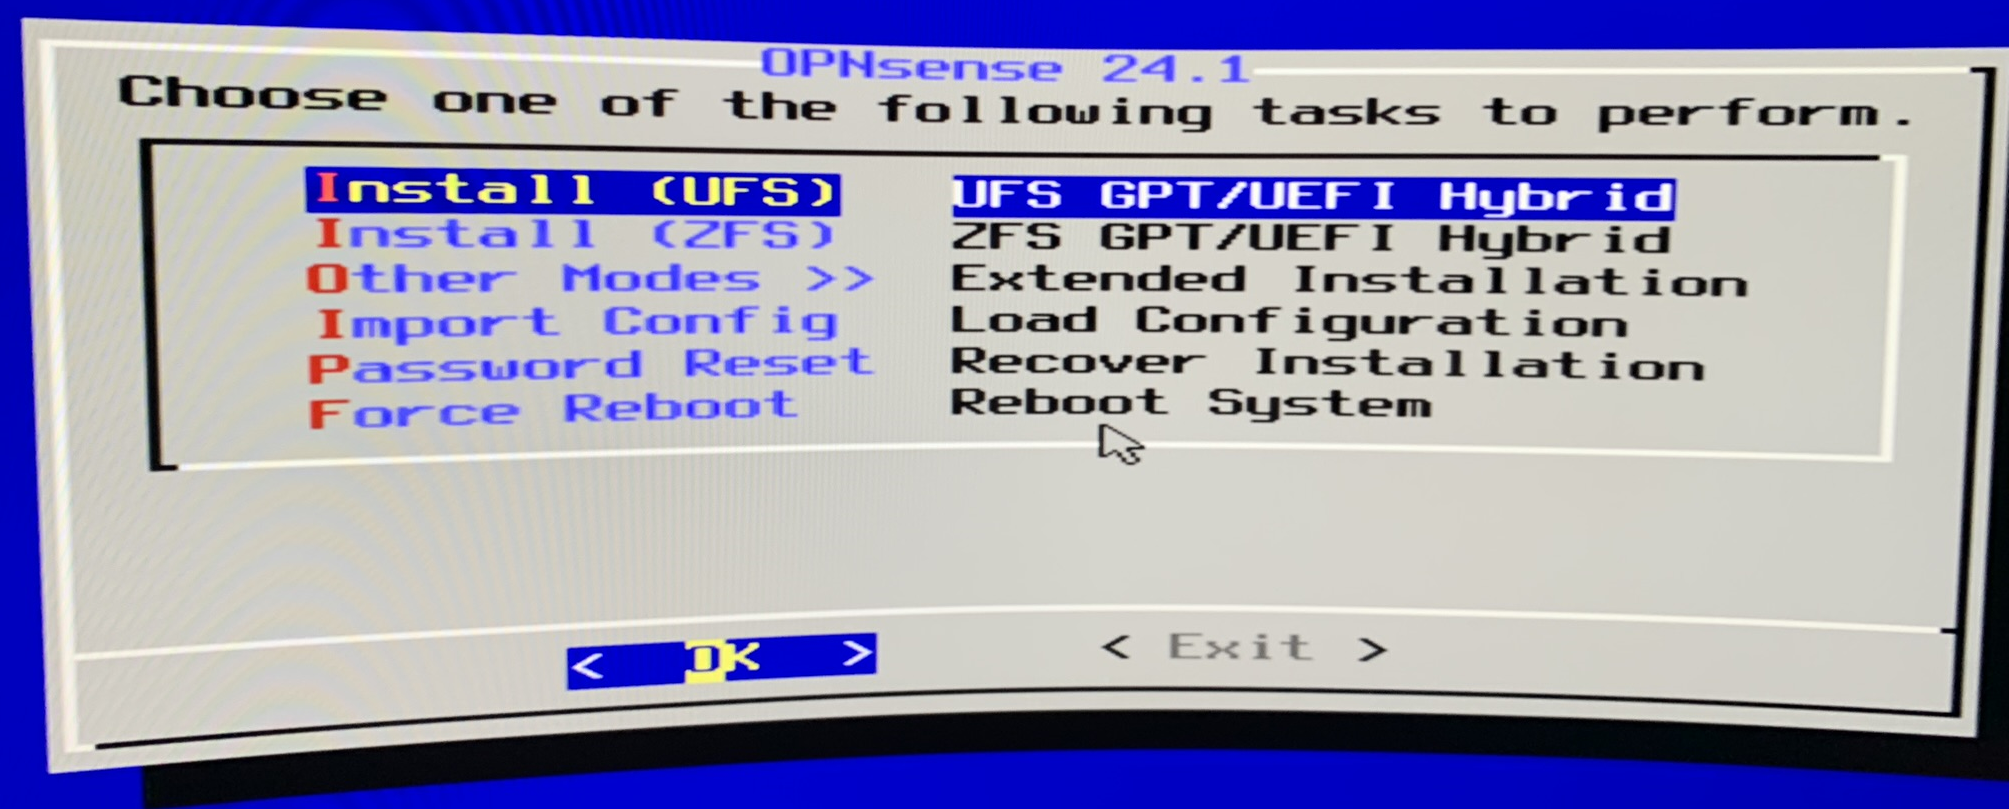 OPNsense 24.1
Choose one of the following tasks to perform.
Install (UFS) UFS GPT/UEFI Hybrid
Install (ZFS) ZFS GPT/UEFI Hybrid
Other Modes >> Extended Installation
Import Config Load Configuration
Password Reset Recover Installation
Force Reboot Reboot System
< OK > < Exit >